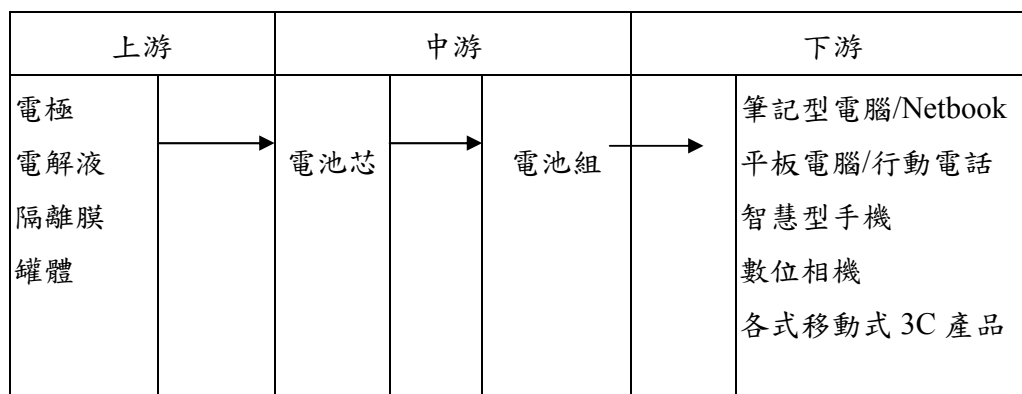 上游 中游 下游
電極
電解液
隔離膜
罐體
電池芯
電池組
筆記型電腦/Netbook
平板電腦/行動電話
智慧型手機
數位相機
各式移動式 3C 產品